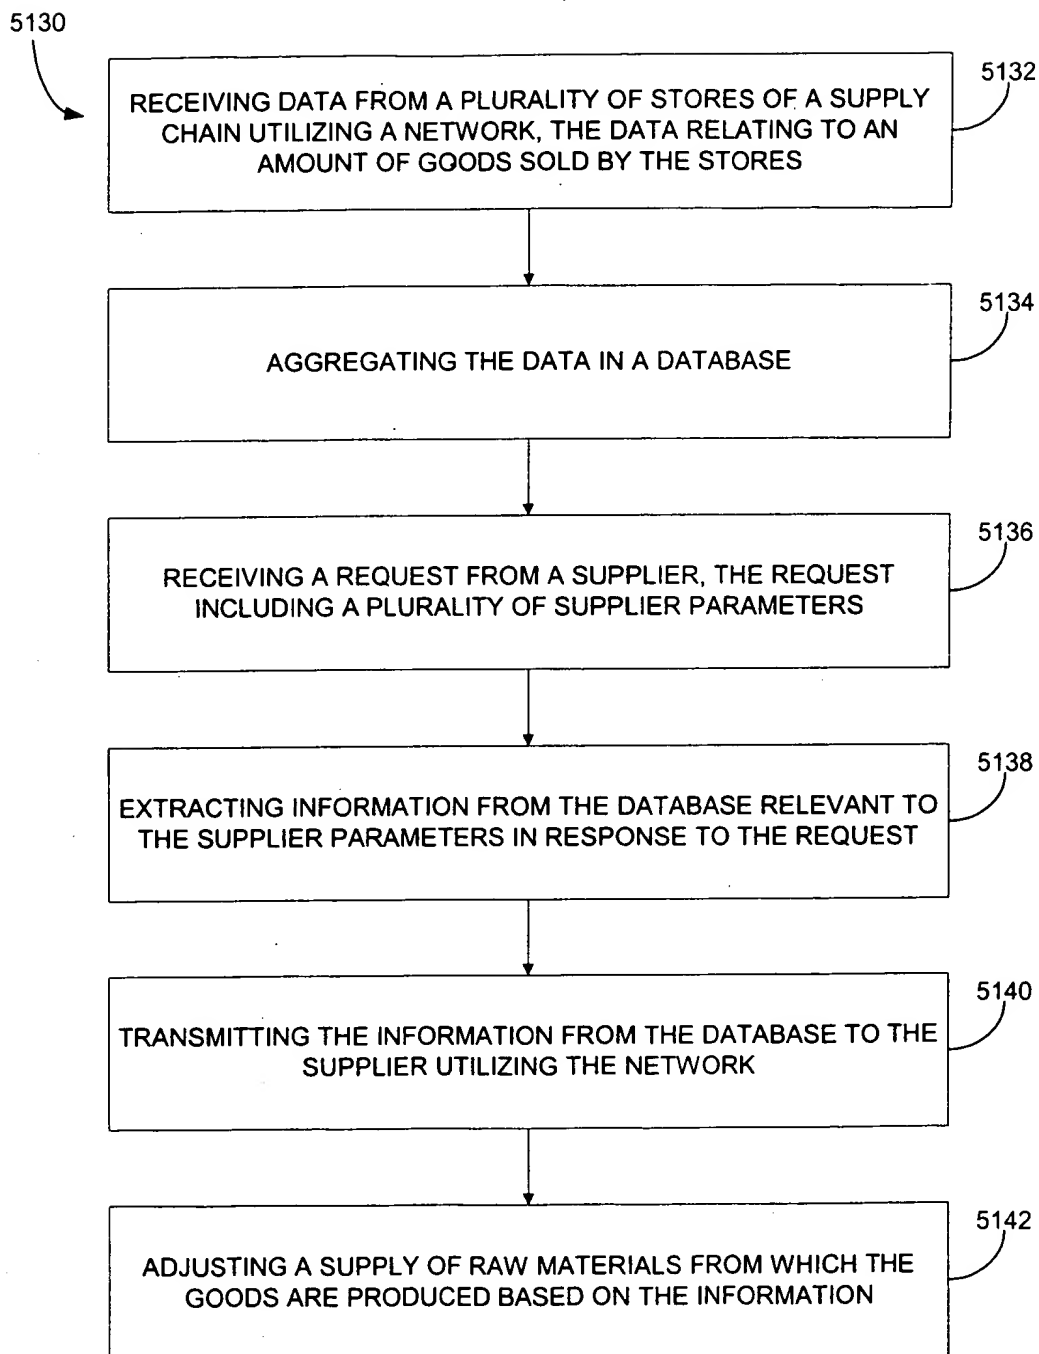 5130
5132
RECEIVING DATA FROM A PLURALITY OF STORES OF A SUPPLY
CHAIN UTILIZING A NETWORK, THE DATA RELATING TO AN
AMOUNT OF GOODS SOLD BY THE STORES
5134
AGGREGATING THE DATA IN A DATABASE
5136
RECEIVING A REQUEST FROM A SUPPLIER, THE REQUEST
INCLUDING A PLURALITY OF SUPPLIER PARAMETERS
5138
EXTRACTING INFORMATION FROM THE DATABASE RELEVANT TO
THE SUPPLIER PARAMETERS IN RESPONSE TO THE REQUEST
5140
TRANSMITTING THE INFORMATION FROM THE DATABASE TO THE
SUPPLIER UTILIZING THE NETWORK
5142
ADJUSTING A SUPPLY OF RAW MATERIALS FROM WHICH THE
GOODS ARE PRODUCED BASED ON THE INFORMATION